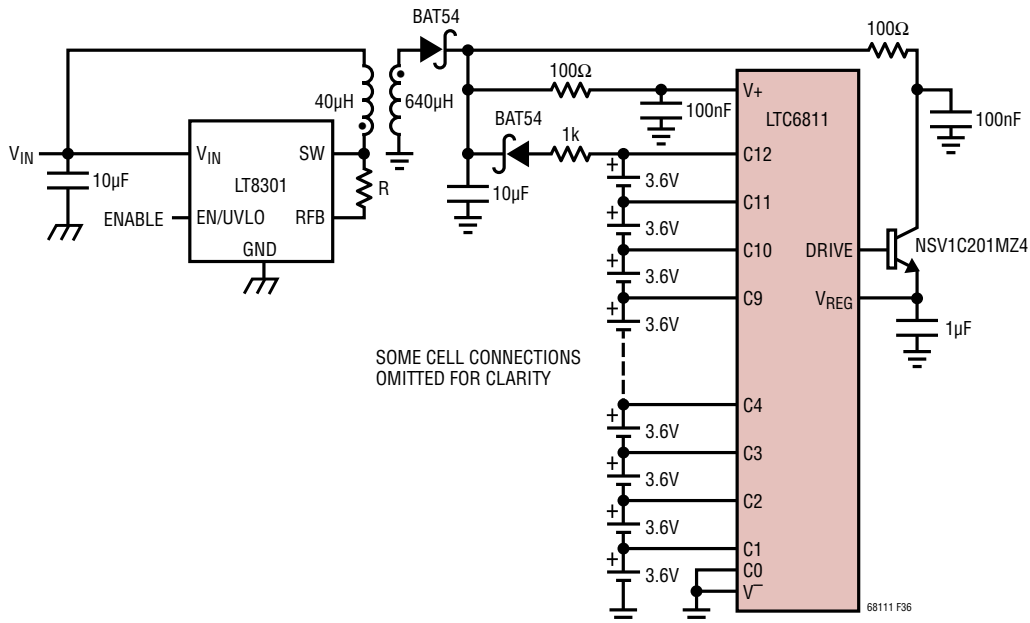 BAT54
100Ω
100Ω
V+
LTC6811
40µH
640µH
BAT54
100nF
100nF
1k
VIN
VIN
SW
C12
10µF
LT8301
R
10µF
3.6V
C11
ENABLE
EN/UVLO
RFB
3.6V
GND
C10
DRIVE
NSV1C201MZ4
3.6V
C9
VREG
3.6V
1µF
SOME CELL CONNECTIONS
OMITTED FOR CLARITY
C4
3.6V
C3
3.6V
C2
3.6V
C1
3.6V
C0
V–
68111 F36